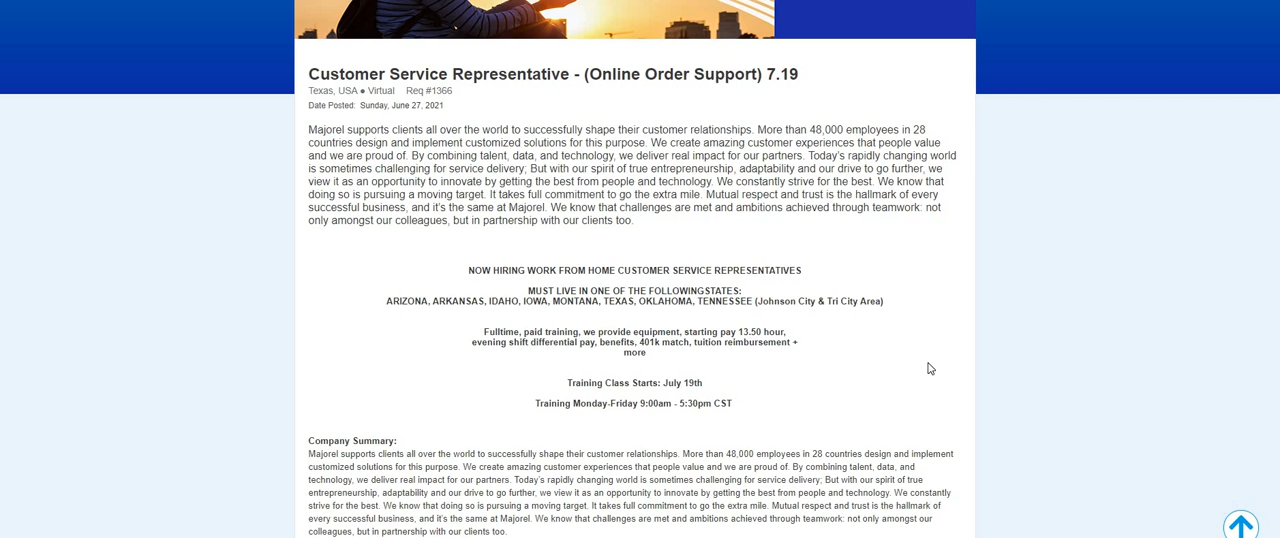 Customer Service Representative - (Online Order Support) 7.19
Texas, USA ● Virtual Req #1366
Date Posted: Sunday, June 27, 2021
Majorel supports clients all over the world to successfully shape their customer relationships. More than 48,000 employees in 28
countries design and implement customized solutions for this purpose. We create amazing customer experiences that people value
and we are proud of. By combining talent, data, and technology, we deliver real impact for our partners. Today's rapidly changing world
is sometimes challenging for service delivery; But with our spirit of true entrepreneurship, adaptability and our drive to go further, we
view it as an opportunity to innovate by getting the best from people and technology. We constantly strive for the best. We know that
doing so is pursuing a moving target. It takes full commitment to go the extra mile. Mutual respect and trust is the hallmark of every
successful business, and it's the same at Majorel. We know that challenges are met and ambitions achieved through teamwork: not
only amongst our colleagues, but in partnership with our clients too.
NOW HIRING WORK FROM HOME CUSTOMER SERVICE REPRESENTATIVES
MUST LIVE IN ONE OF THE FOLLOWINGSTATES:
ARIZONA, ARKANSAS, IDAHO, IOWA, MONTANA, TEXAS, OKLAHOMA, TENNESSEE (Johnson City & Tri City Area)
Fulltime, paid training, we provide equipment, starting pay 13.50 hour,
evening shift differential pay, benefits, 401k match, tuition reimbursement +
more
Training Class Starts: July 19th
Training Monday-Friday 9:00am - 5:30pm CST
Company Summary:
Majorel supports clients all over the world to successfully shape their customer relationships. More than 48,000 employees in 28 countries design and implement
customized solutions for this purpose. We create amazing customer experiences that people value and we are proud of. By combining talent, data, and
technology, we deliver real impact for our partners. Today's rapidly changing world is sometimes challenging for service delivery; But with our spirit of true
entrepreneurship, adaptability and our drive to go further, we view it as an opportunity to innovate by getting the best from people and technology. We constantly
strive for the best. We know that doing so is pursuing a moving target. It takes full commitment to go the extra mile. Mutual respect and trust is the hallmark of
every successful business, and it's the same at Majorel. We know that challenges are met and ambitions achieved through teamwork: not only amongst our
colleagues, but in partnership with our clients too.